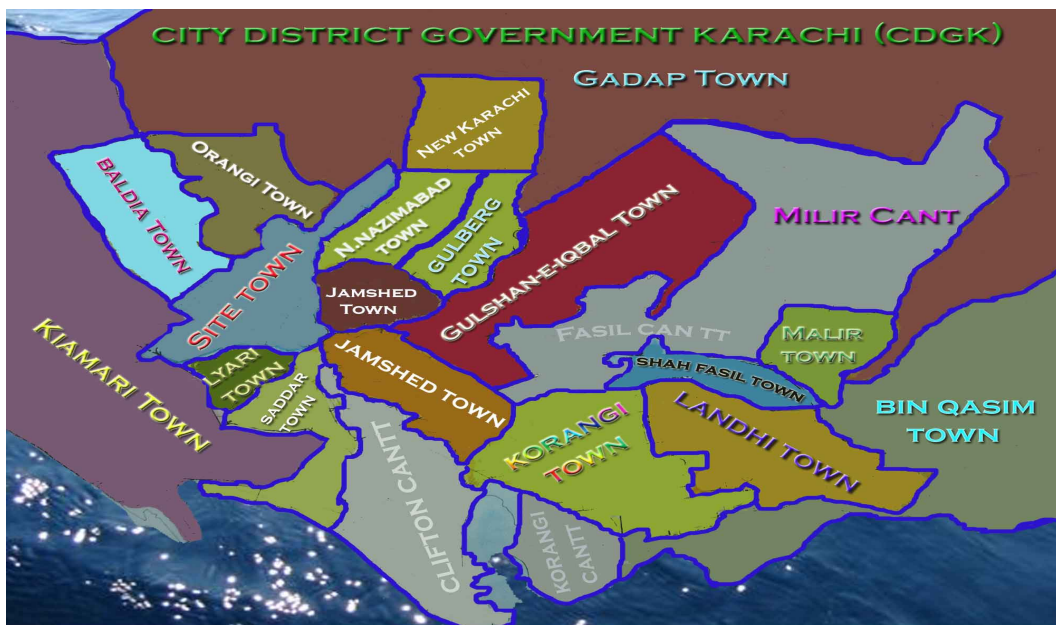 CITY DISTRICT GOVERNMENT KARACHI (CDGK)
GADAP TOWN
NEW KARACHI
TOWN
ORANGI TOWN
BALDIA TOWN
N.NAZIMABAD
TOWN
GULBERG
TOWN
GULSHAN-E-IQBAL TOWN
MILIR CANT
SITE TOWN
JAMSHED
TOWN
KIAMARI TOWN
LYARI
TOWN
SADDAR
TOWN
JAMSHED TOWN
FASIL CAN TT
MALIR
TOWN
SHAH FASIL TOWN
BIN QASIM
TOWN
KORANGI
TOWN
LANDHI TOWN
CLIFTON CANTT
KORANGI
CANTT